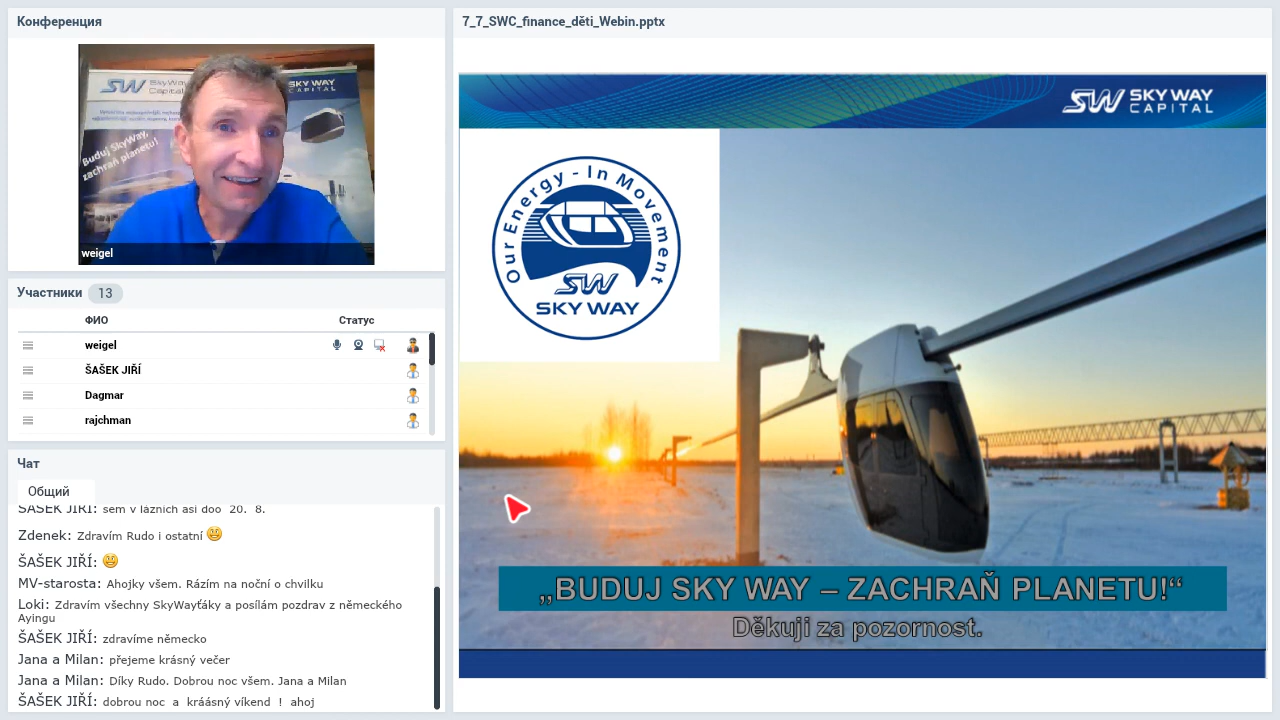 Конференция
SW SkyWay Capital
SKY WAY
CAPITAL
Buduj SkyWay,
zachraň planetu!
weigel
Участники 13
ФИО Статус
weigel
ŠAŠEK JIŘÍ
Dagmar
rajchman
Чат
Общий
ŠAŠEK JIŘÍ: sem v lázních asi doo 20. 8.
Zdenek: Zdravím Rudo i ostatní
ŠAŠEK JIŘÍ:
MV-starosta: Ahojky všem. Rázím na noční o chvilku
Loki: Zdravím všechny SkyWayťáky a posílám pozdrav z německého
Ayingu
ŠAŠEK JIŘÍ: zdravíme německo
Jana a Milan: přejeme krásný večer
Jana a Milan: Díky Rudo. Dobrou noc všem. Jana a Milan
ŠAŠEK JIŘÍ: dobrou noc a kráásný víkend ! ahoj
7_7_SWC_finance_děti_Webin.pptx
SW SKY WAY
CAPITAL
Our Energy - In Movement
SW
SKY WAY
„BUDUJ SKY WAY – ZACHRAŇ PLANETU!“
Děkuji za pozornost.